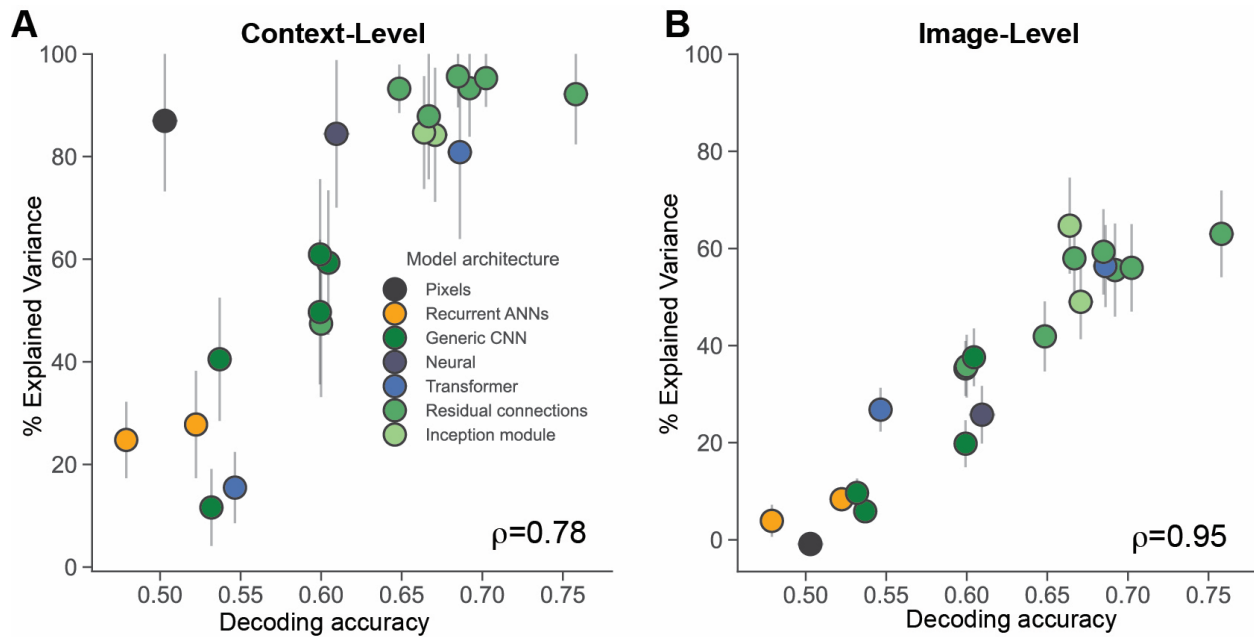 A
Context-Level
% Explained Variance
100
80
60
40
20
0
Model architecture
Pixels
Recurrent ANNs
Generic CNN
Neural
Transformer
Residual connections
Inception module
ρ=0.78
0.50 0.55 0.60 0.65 0.70 0.75
Decoding accuracy
B
Image-Level
% Explained Variance
100
80
60
40
20
0
ρ=0.95
0.50 0.55 0.60 0.65 0.70 0.75
Decoding accuracy